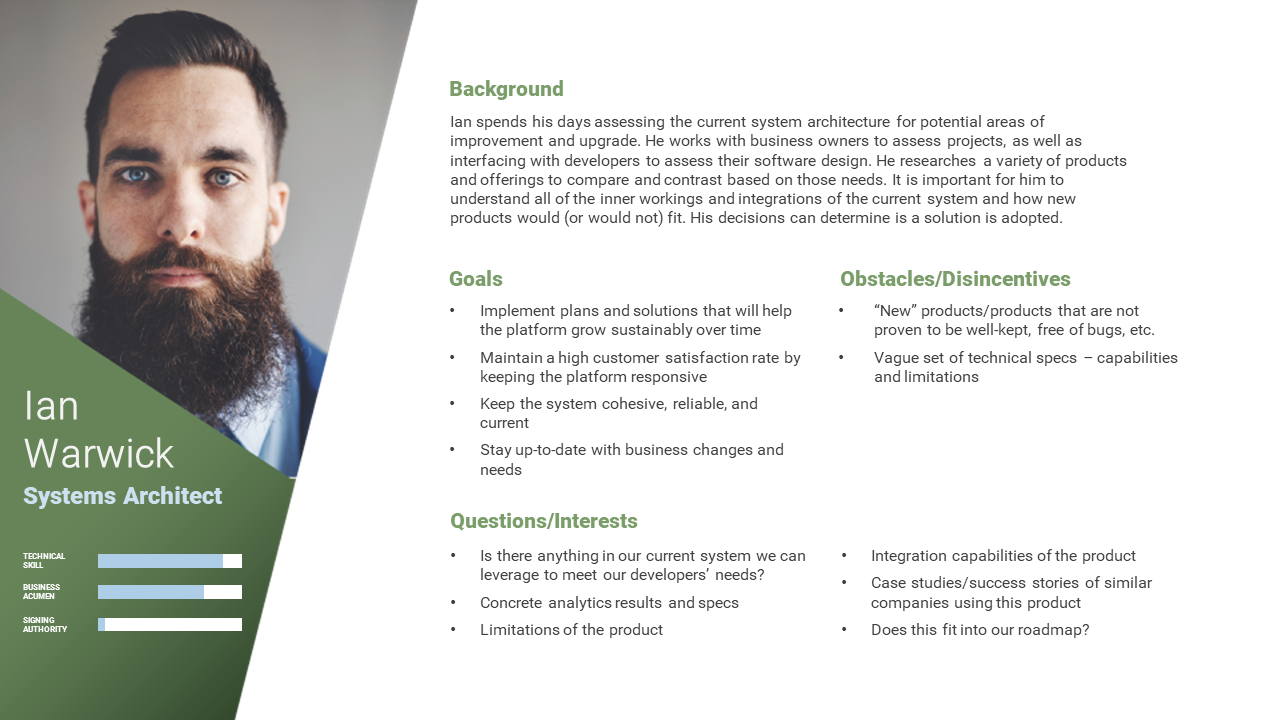 Ian
Warwick
Systems Architect
TECHNICAL
SKILL
BUSINESS
ACUMEN
SIGNING
AUTHORITY
Background
Ian spends his days assessing the current system architecture for potential areas of
improvement and upgrade. He works with business owners to assess projects, as well as
interfacing with developers to assess their software design. He researches a variety of products
and offerings to compare and contrast based on those needs. It is important for him to
understand all of the inner workings and integrations of the current system and how new
products would (or would not) fit. His decisions can determine is a solution is adopted.
Goals
• Implement plans and solutions that will help
the platform grow sustainably over time
• Maintain a high customer satisfaction rate by
keeping the platform responsive
• Keep the system cohesive, reliable, and
current
• Stay up-to-date with business changes and
needs
Obstacles/Disincentives
• “New” products/products that are not
proven to be well-kept, free of bugs, etc.
• Vague set of technical specs – capabilities
and limitations
Questions/Interests
• Is there anything in our current system we can
leverage to meet our developers’ needs?
• Concrete analytics results and specs
• Limitations of the product
• Integration capabilities of the product
• Case studies/success stories of similar
companies using this product
• Does this fit into our roadmap?